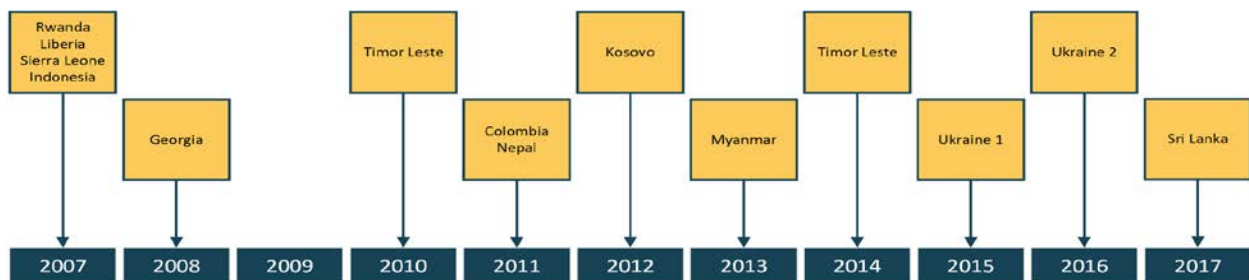 Rwanda
Liberia
Sierra Leone
Indonesia
Timor Leste
Kosovo
Timor Leste
Ukraine 2
Georgia
Colombia
Nepal
Myanmar
Ukraine 1
Sri Lanka
2007
2008
2009
2010
2011
2012
2013
2014
2015
2016
2017